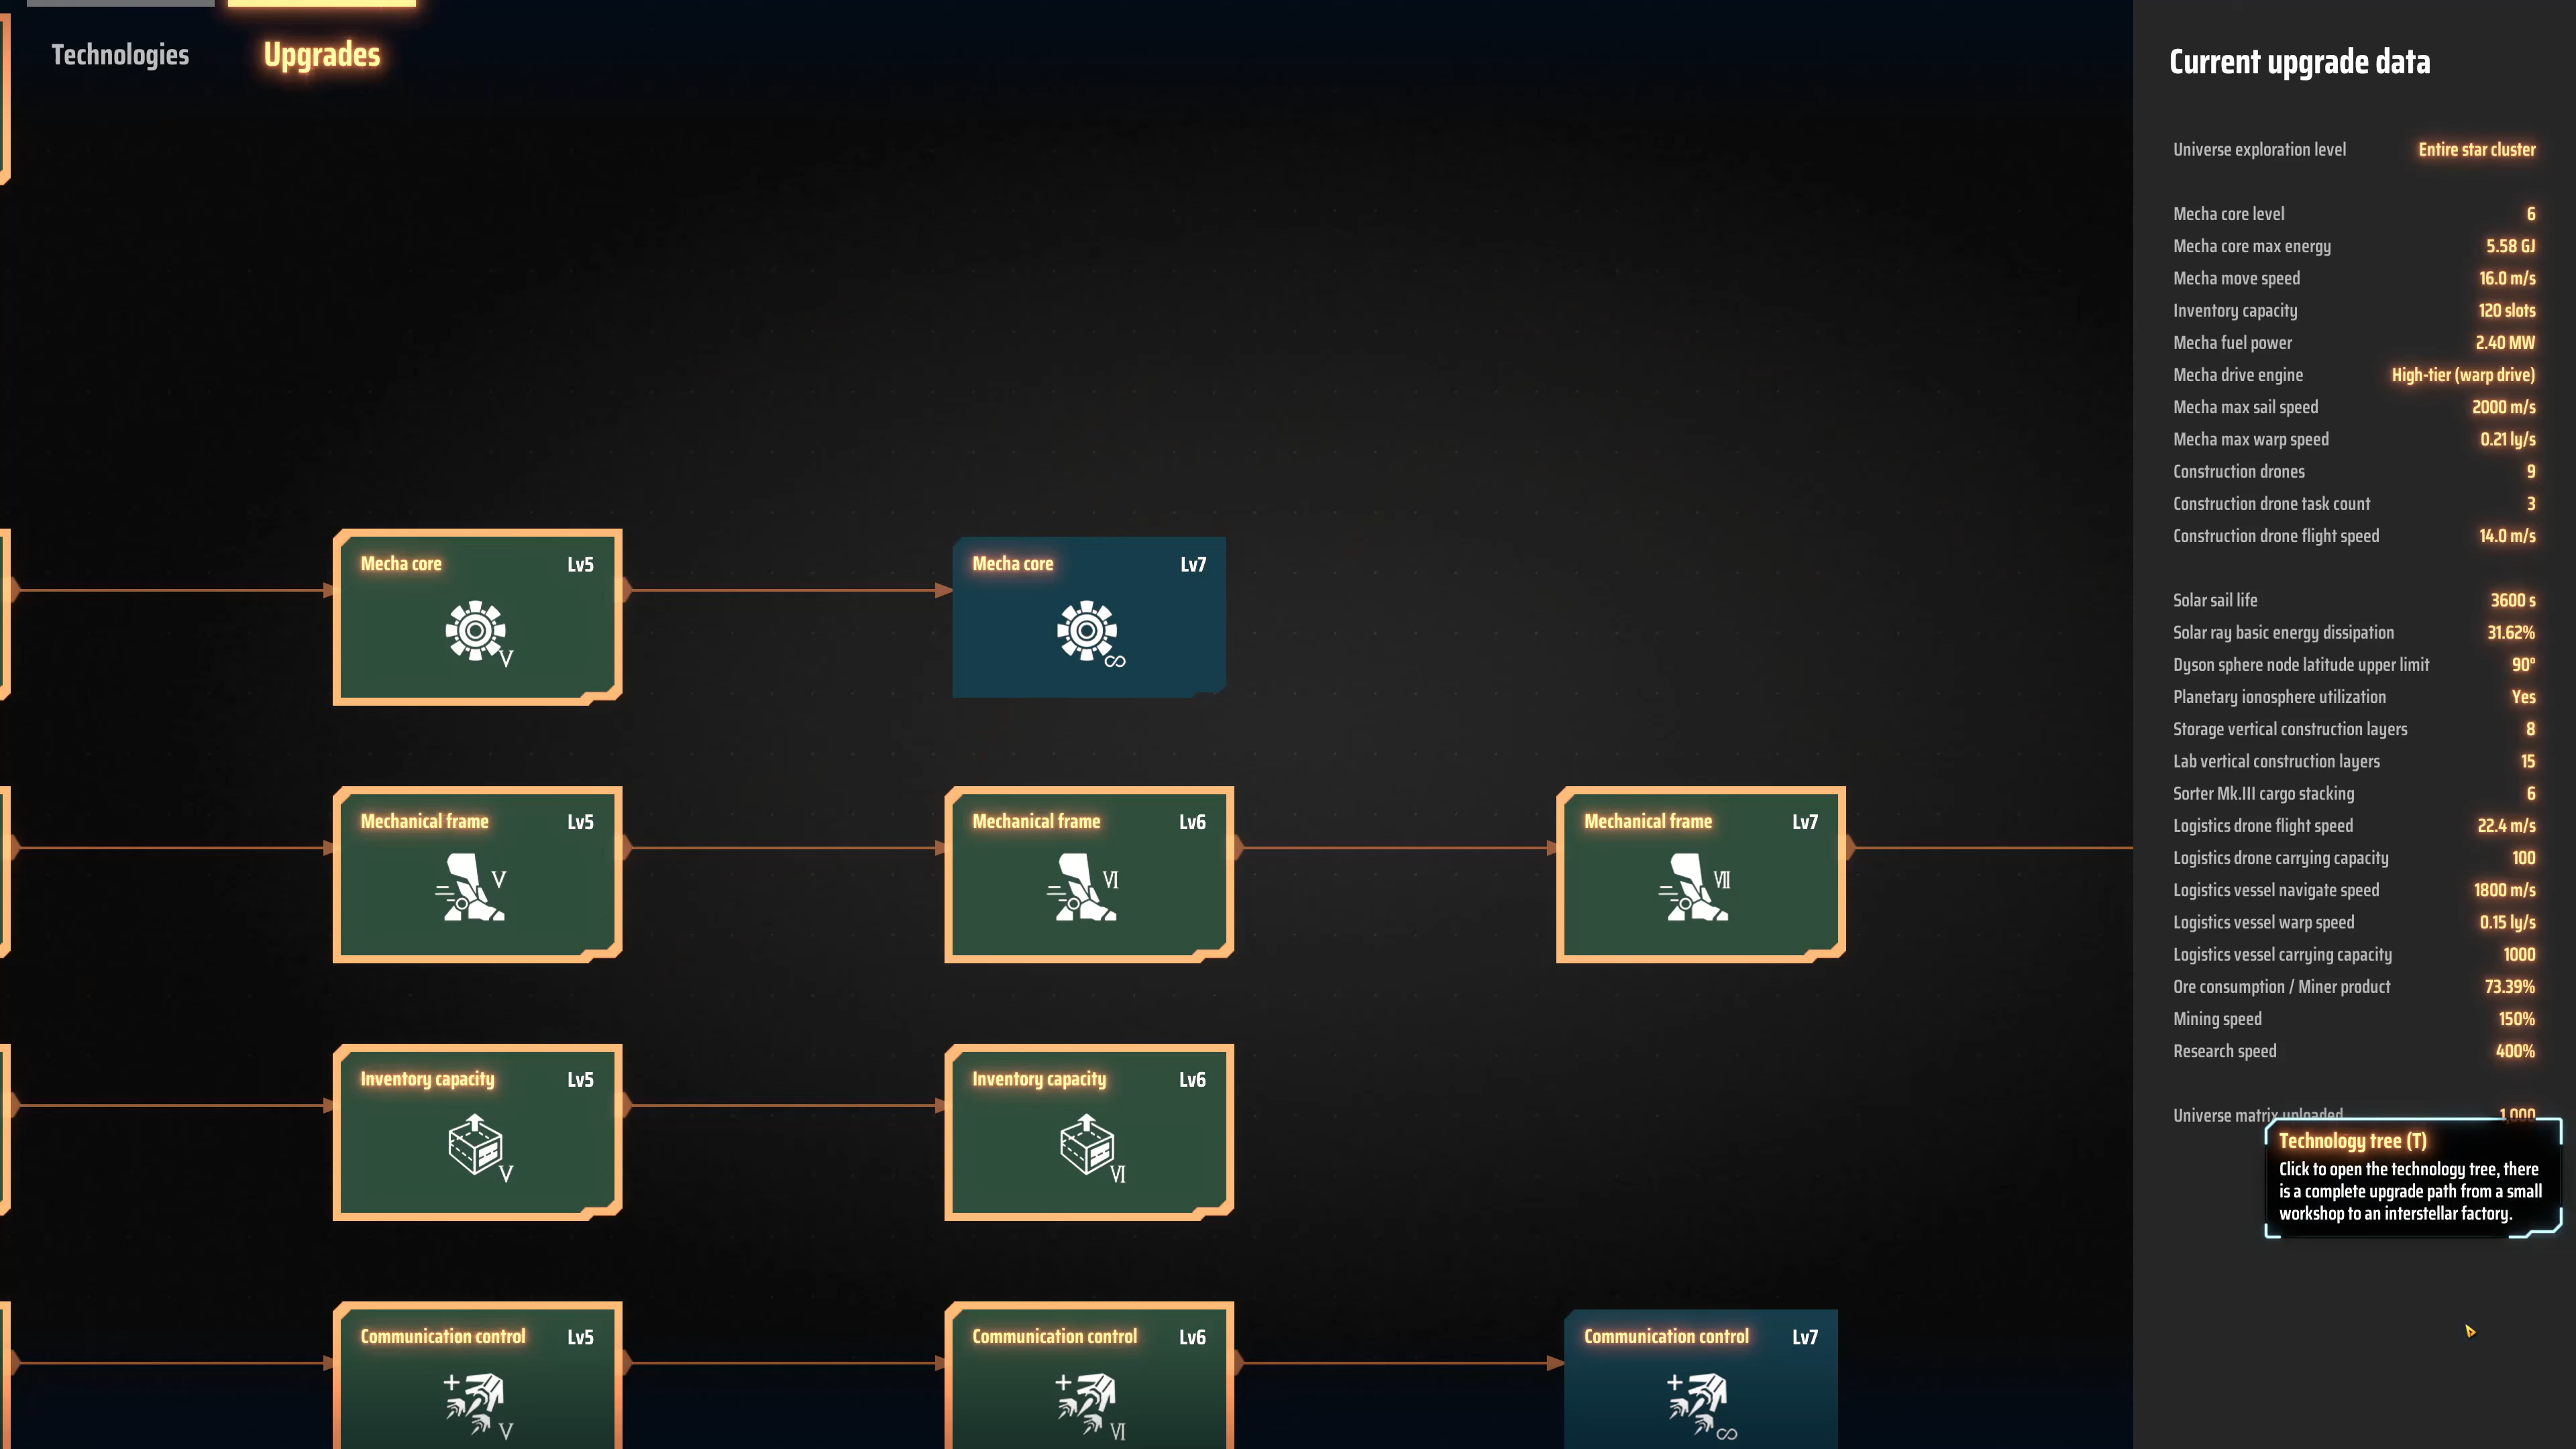 Technologies
Upgrades
Mecha core Lv5
V
Mecha core Lv7
∞
Mechanical frame Lv5
V
Mechanical frame Lv6
VI
Mechanical frame Lv7
VII
Inventory capacity Lv5
V
Inventory capacity Lv6
VI
Communication control Lv5
+
V
Communication control Lv6
+
VI
Communication control Lv7
+
∞
Current upgrade data
Universe exploration level Entire star cluster
Mecha core level 6
Mecha core max energy 5.58 GJ
Mecha move speed 16.0 m/s
Inventory capacity 120 slots
Mecha fuel power 2.40 MW
Mecha drive engine High-tier (warp drive)
Mecha max sail speed 2000 m/s
Mecha max warp speed 0.21 ly/s
Construction drones 9
Construction drone task count 3
Construction drone flight speed 14.0 m/s
Solar sail life 3600 s
Solar ray basic energy dissipation 31.62%
Dyson sphere node latitude upper limit 90°
Planetary ionosphere utilization Yes
Storage vertical construction layers 8
Lab vertical construction layers 15
Sorter Mk.III cargo stacking 6
Logistics drone flight speed 22.4 m/s
Logistics drone carrying capacity 100
Logistics vessel navigate speed 1800 m/s
Logistics vessel warp speed 0.15 ly/s
Logistics vessel carrying capacity 1000
Ore consumption / Miner product 73.39%
Mining speed 150%
Research speed 400%
Universe matrix uploaded 1,000
Technology tree (T)
Click to open the technology tree, there
is a complete upgrade path from a small
workshop to an interstellar factory.